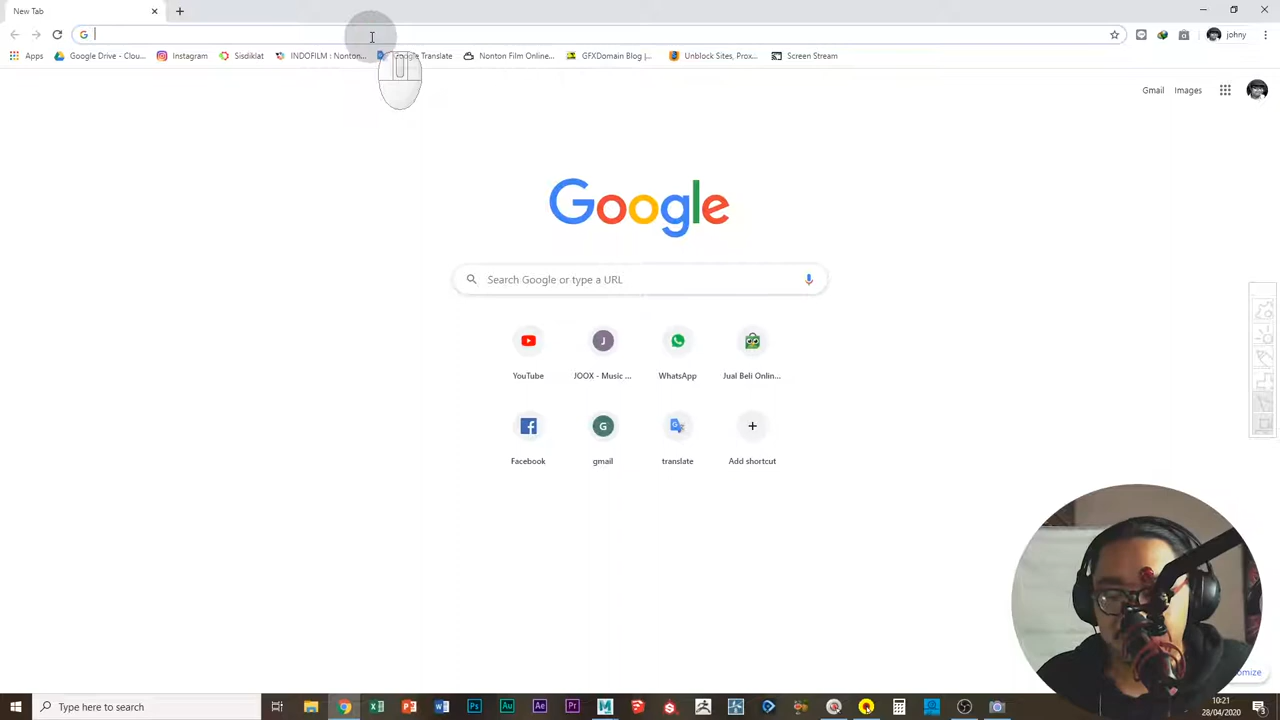 New Tab
johny
Apps
Google Drive - Clou...
Instagram
Sisdiklat
INDOFILM : Nonton...
Google Translate
Nonton Film Online...
GFXDomain Blog |...
Unblock Sites, Prox...
Screen Stream
Gmail
Images
Google
Search Google or type a URL
YouTube
JOOX - Music ...
WhatsApp
Jual Beli Onlin...
Facebook
gmail
translate
Add shortcut
Type here to search
10:21
28/04/2020